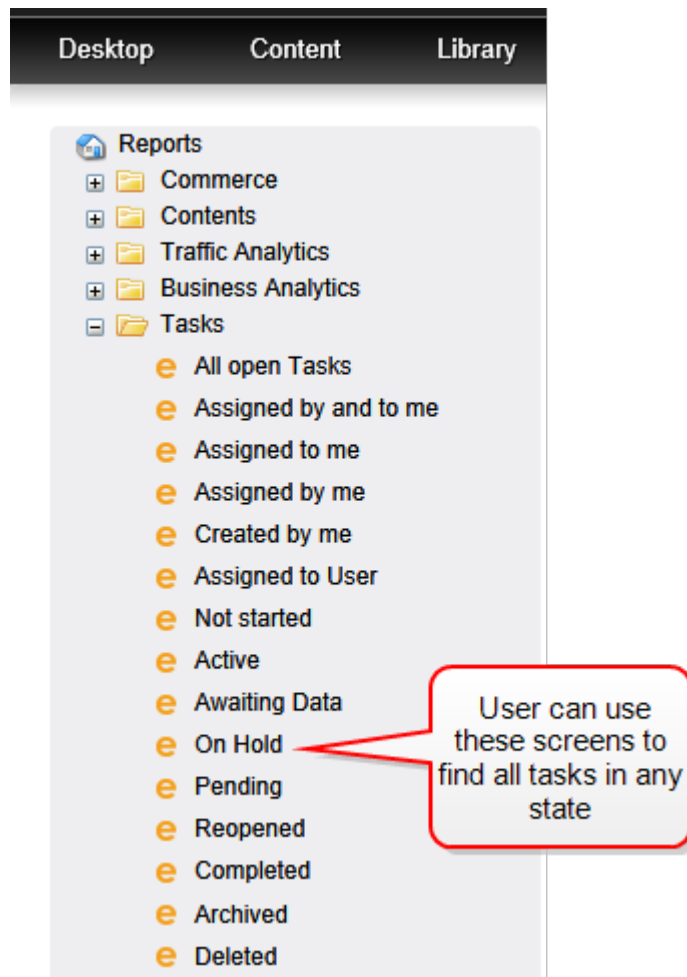 Desktop Content Library
Reports
Commerce
Contents
Traffic Analytics
Business Analytics
Tasks
All open Tasks
Assigned by and to me
Assigned to me
Assigned by me
Created by me
Assigned to User
Not started
Active
Awaiting Data
On Hold
Pending
Reopened
Completed
Archived
Deleted
User can use
these screens to
find all tasks in any
state